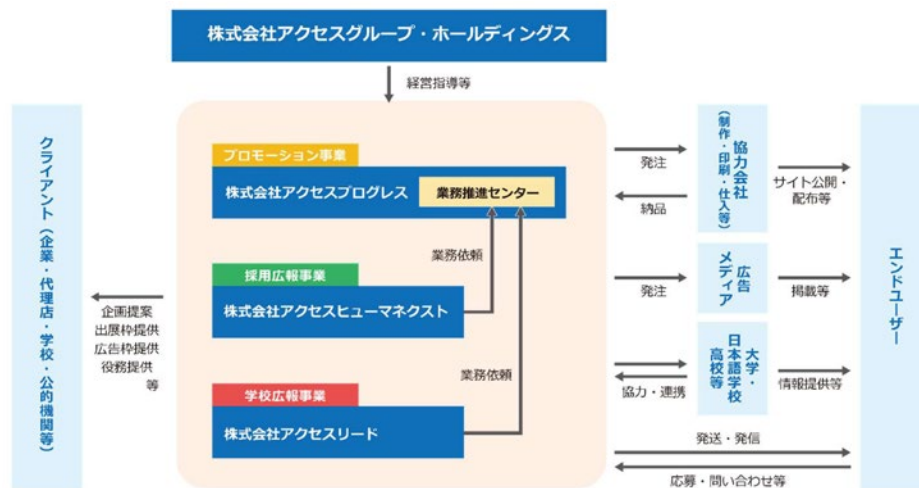 株式会社アクセスグループ・ホールディングス
経営指導等
クライアント（企業・代理店・学校・公的機関等）
企画提案
出展枠提供
広告枠提供
役務提供
等
プロモーション事業
株式会社アクセスプログレス
業務推進センター
業務依頼
採用広報事業
株式会社アクセスヒューマネクスト
業務依頼
学校広報事業
株式会社アクセスリード
発注
納品
協力会社
（制作・印刷・仕入等）
サイト公開・
配布等
発注
広告
メディア
掲載等
協力・連携
大学・
日本語学校
高校等
情報提供等
発送・発信
応募・問い合わせ等
エンドユーザー